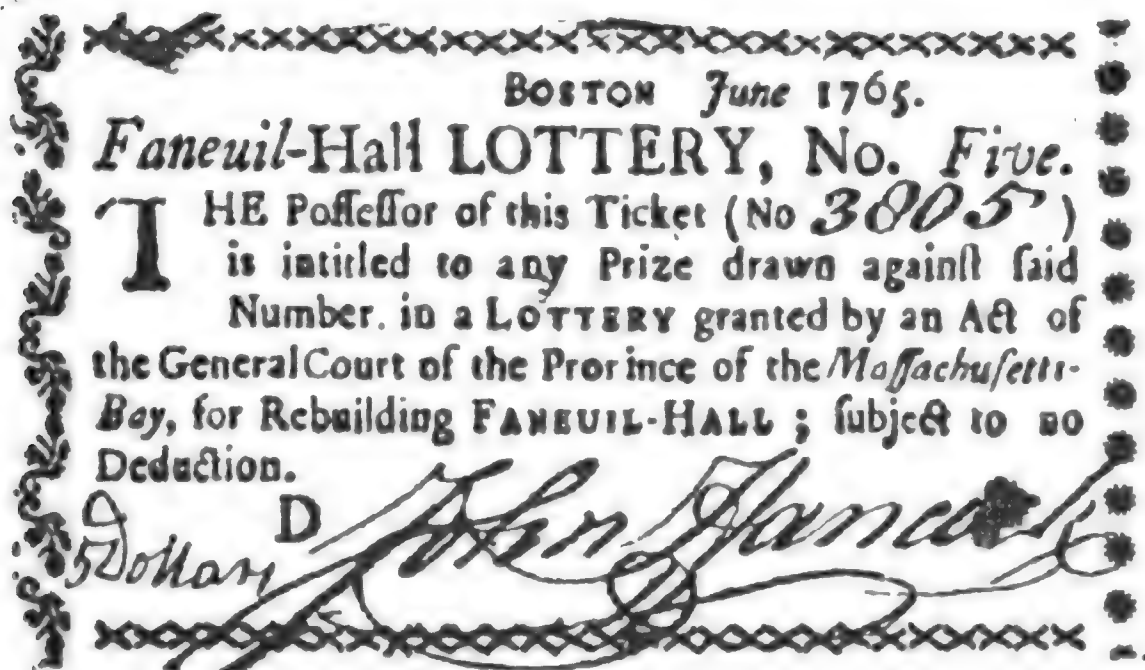 BOSTON June 1765.
Faneuil-Hall LOTTERY, No. Five.
THE Poſſeſſor of this Ticket (No 3805)
is intitled to any Prize drawn againſt ſaid
Number. in a LOTTERY granted by an Act of
the General Court of the Province of the Maſſachuſetts-
Bay, for Rebuilding FANEUIL-HALL; ſubject to no
Deduction.
D John Hancock
5 Dollars